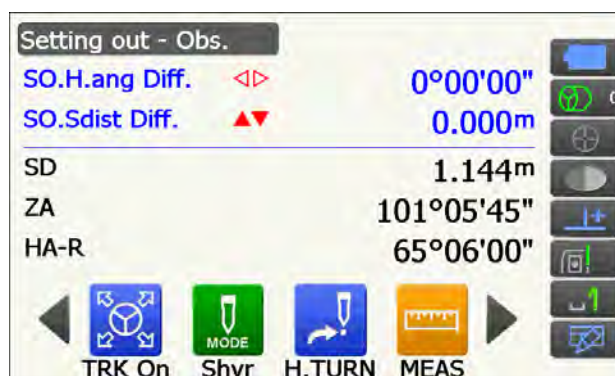 Setting out - Obs.
SO.H.ang Diff. ◁▷ 0°00'00"
SO.Sdist Diff. ▲▼ 0.000m
SD 1.144m
ZA 101°05'45"
HA-R 65°06'00"
MODE
TRK On Shvr H.TURN MEAS